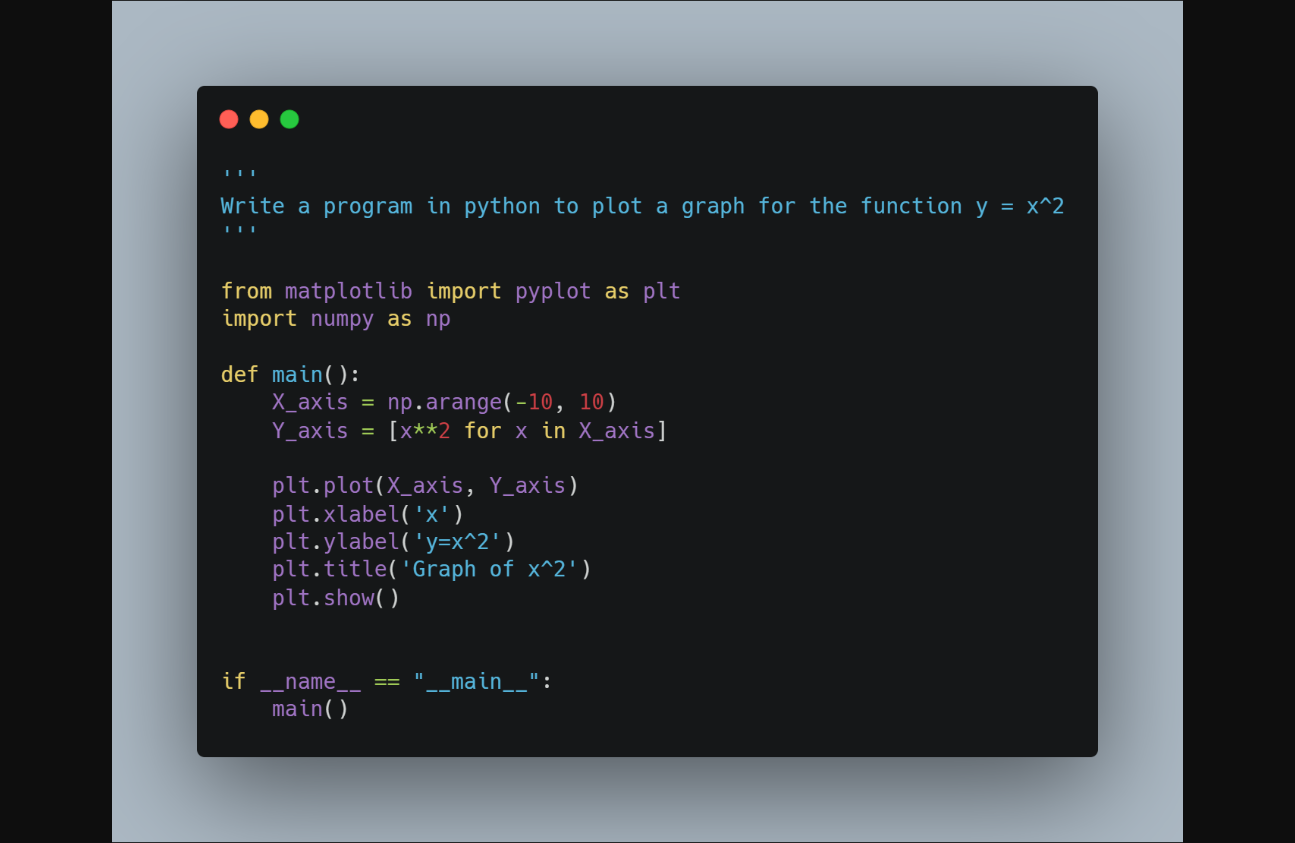 '''
Write a program in python to plot a graph for the function y = x^2
'''
from matplotlib import pyplot as plt
import numpy as np
def main():
    X_axis = np.arange(-10, 10)
    Y_axis = [x**2 for x in X_axis]
    plt.plot(X_axis, Y_axis)
    plt.xlabel('x')
    plt.ylabel('y=x^2')
    plt.title('Graph of x^2')
    plt.show()
if __name__ == "__main__":
    main()